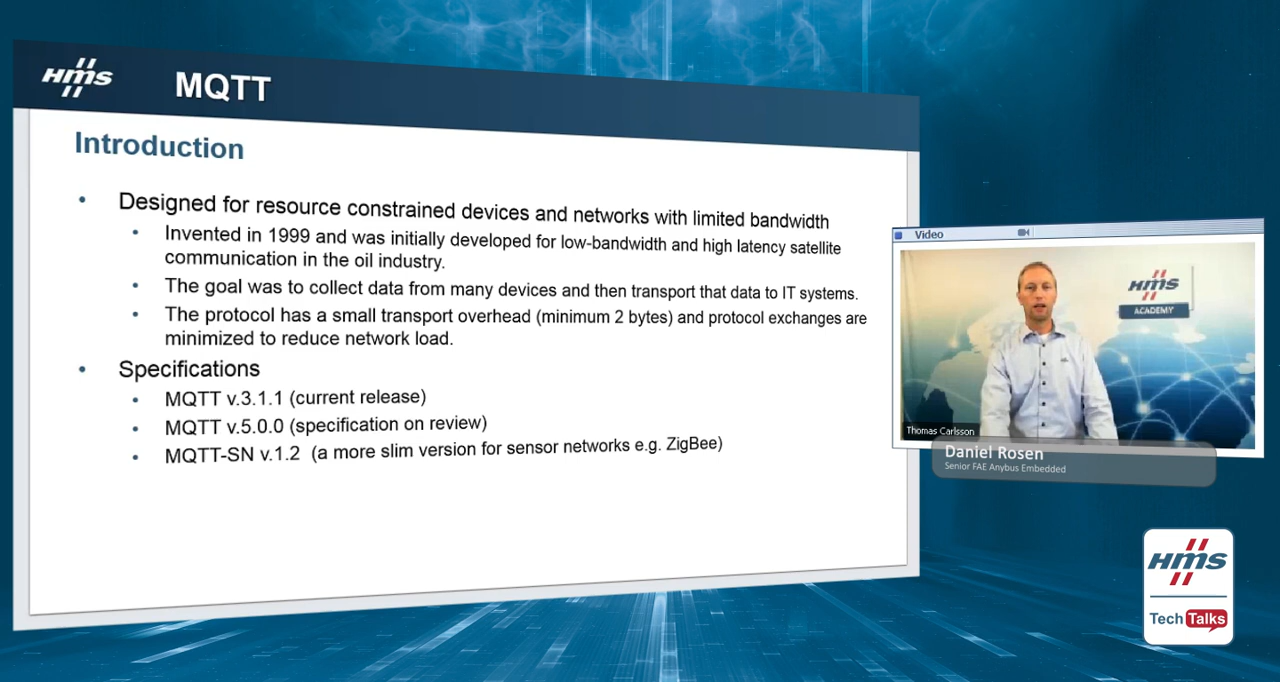 HMS
MQTT
Introduction
• Designed for resource constrained devices and networks with limited bandwidth
• Invented in 1999 and was initially developed for low-bandwidth and high latency satellite
communication in the oil industry.
• The goal was to collect data from many devices and then transport that data to IT systems.
• The protocol has a small transport overhead (minimum 2 bytes) and protocol exchanges are
minimized to reduce network load.
• Specifications
• MQTT v.3.1.1 (current release)
• MQTT v.5.0.0 (specification on review)
• MQTT-SN v.1.2 (a more slim version for sensor networks e.g. ZigBee)
Video
HMS
ACADEMY
Thomas Carlsson
Daniel Rosen
Senior FAE Anybus Embedded
HMS
Tech Talks